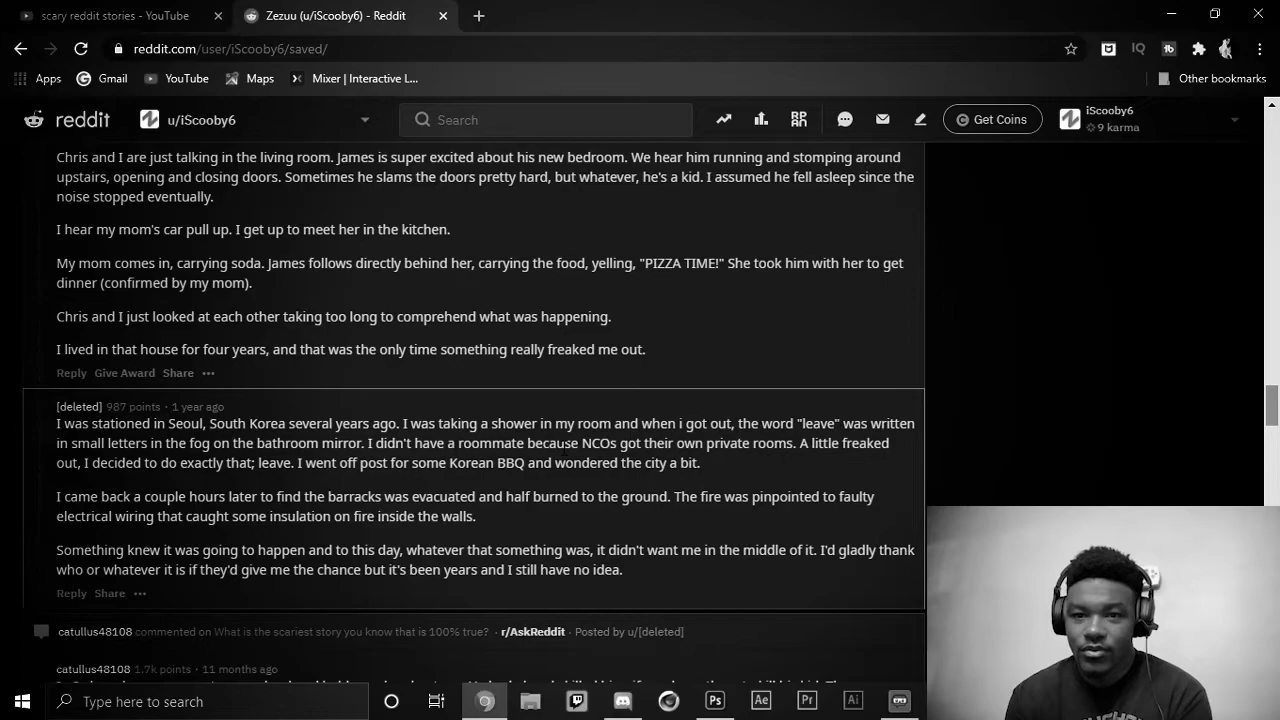 scary reddit stories - YouTube
Zezuu (u/iScooby6) - Reddit
reddit.com/user/iScooby6/saved/
IQ
Apps
Gmail
YouTube
Maps
Mixer | Interactive L...
Other bookmarks
reddit
u/iScooby6
Search
Get Coins
iScooby6
9 karma
Chris and I are just talking in the living room. James is super excited about his new bedroom. We hear him running and stomping around
upstairs, opening and closing doors. Sometimes he slams the doors pretty hard, but whatever, he's a kid. I assumed he fell asleep since the
noise stopped eventually.
I hear my mom's car pull up. I get up to meet her in the kitchen.
My mom comes in, carrying soda. James follows directly behind her, carrying the food, yelling, "PIZZA TIME!" She took him with her to get
dinner (confirmed by my mom).
Chris and I just looked at each other taking too long to comprehend what was happening.
I lived in that house for four years, and that was the only time something really freaked me out.
Reply Give Award Share
[deleted] 987 points · 1 year ago
I was stationed in Seoul, South Korea several years ago. I was taking a shower in my room and when i got out, the word "leave" was written
in small letters in the fog on the bathroom mirror. I didn't have a roommate because NCOs got their own private rooms. A little freaked
out, I decided to do exactly that; leave. I went off post for some Korean BBQ and wondered the city a bit.
I came back a couple hours later to find the barracks was evacuated and half burned to the ground. The fire was pinpointed to faulty
electrical wiring that caught some insulation on fire inside the walls.
Something knew it was going to happen and to this day, whatever that something was, it didn't want me in the middle of it. I'd gladly thank
who or whatever it is if they'd give me the chance but it's been years and I still have no idea.
Reply Share
catullus48108 commented on What is the scariest story you know that is 100% true? · r/AskReddit · Posted by u/[deleted]
catullus48108 1.7k points · 11 months ago
Type here to search
Ps
Ae
Pr
Ai